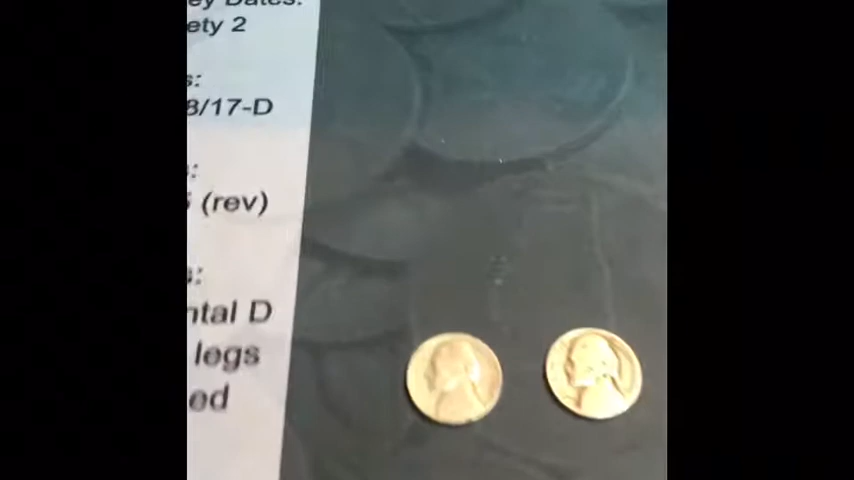 ey Dates:
ety 2
s:
8/17-D
s:
(rev)
s:
ntal D
legs
ed